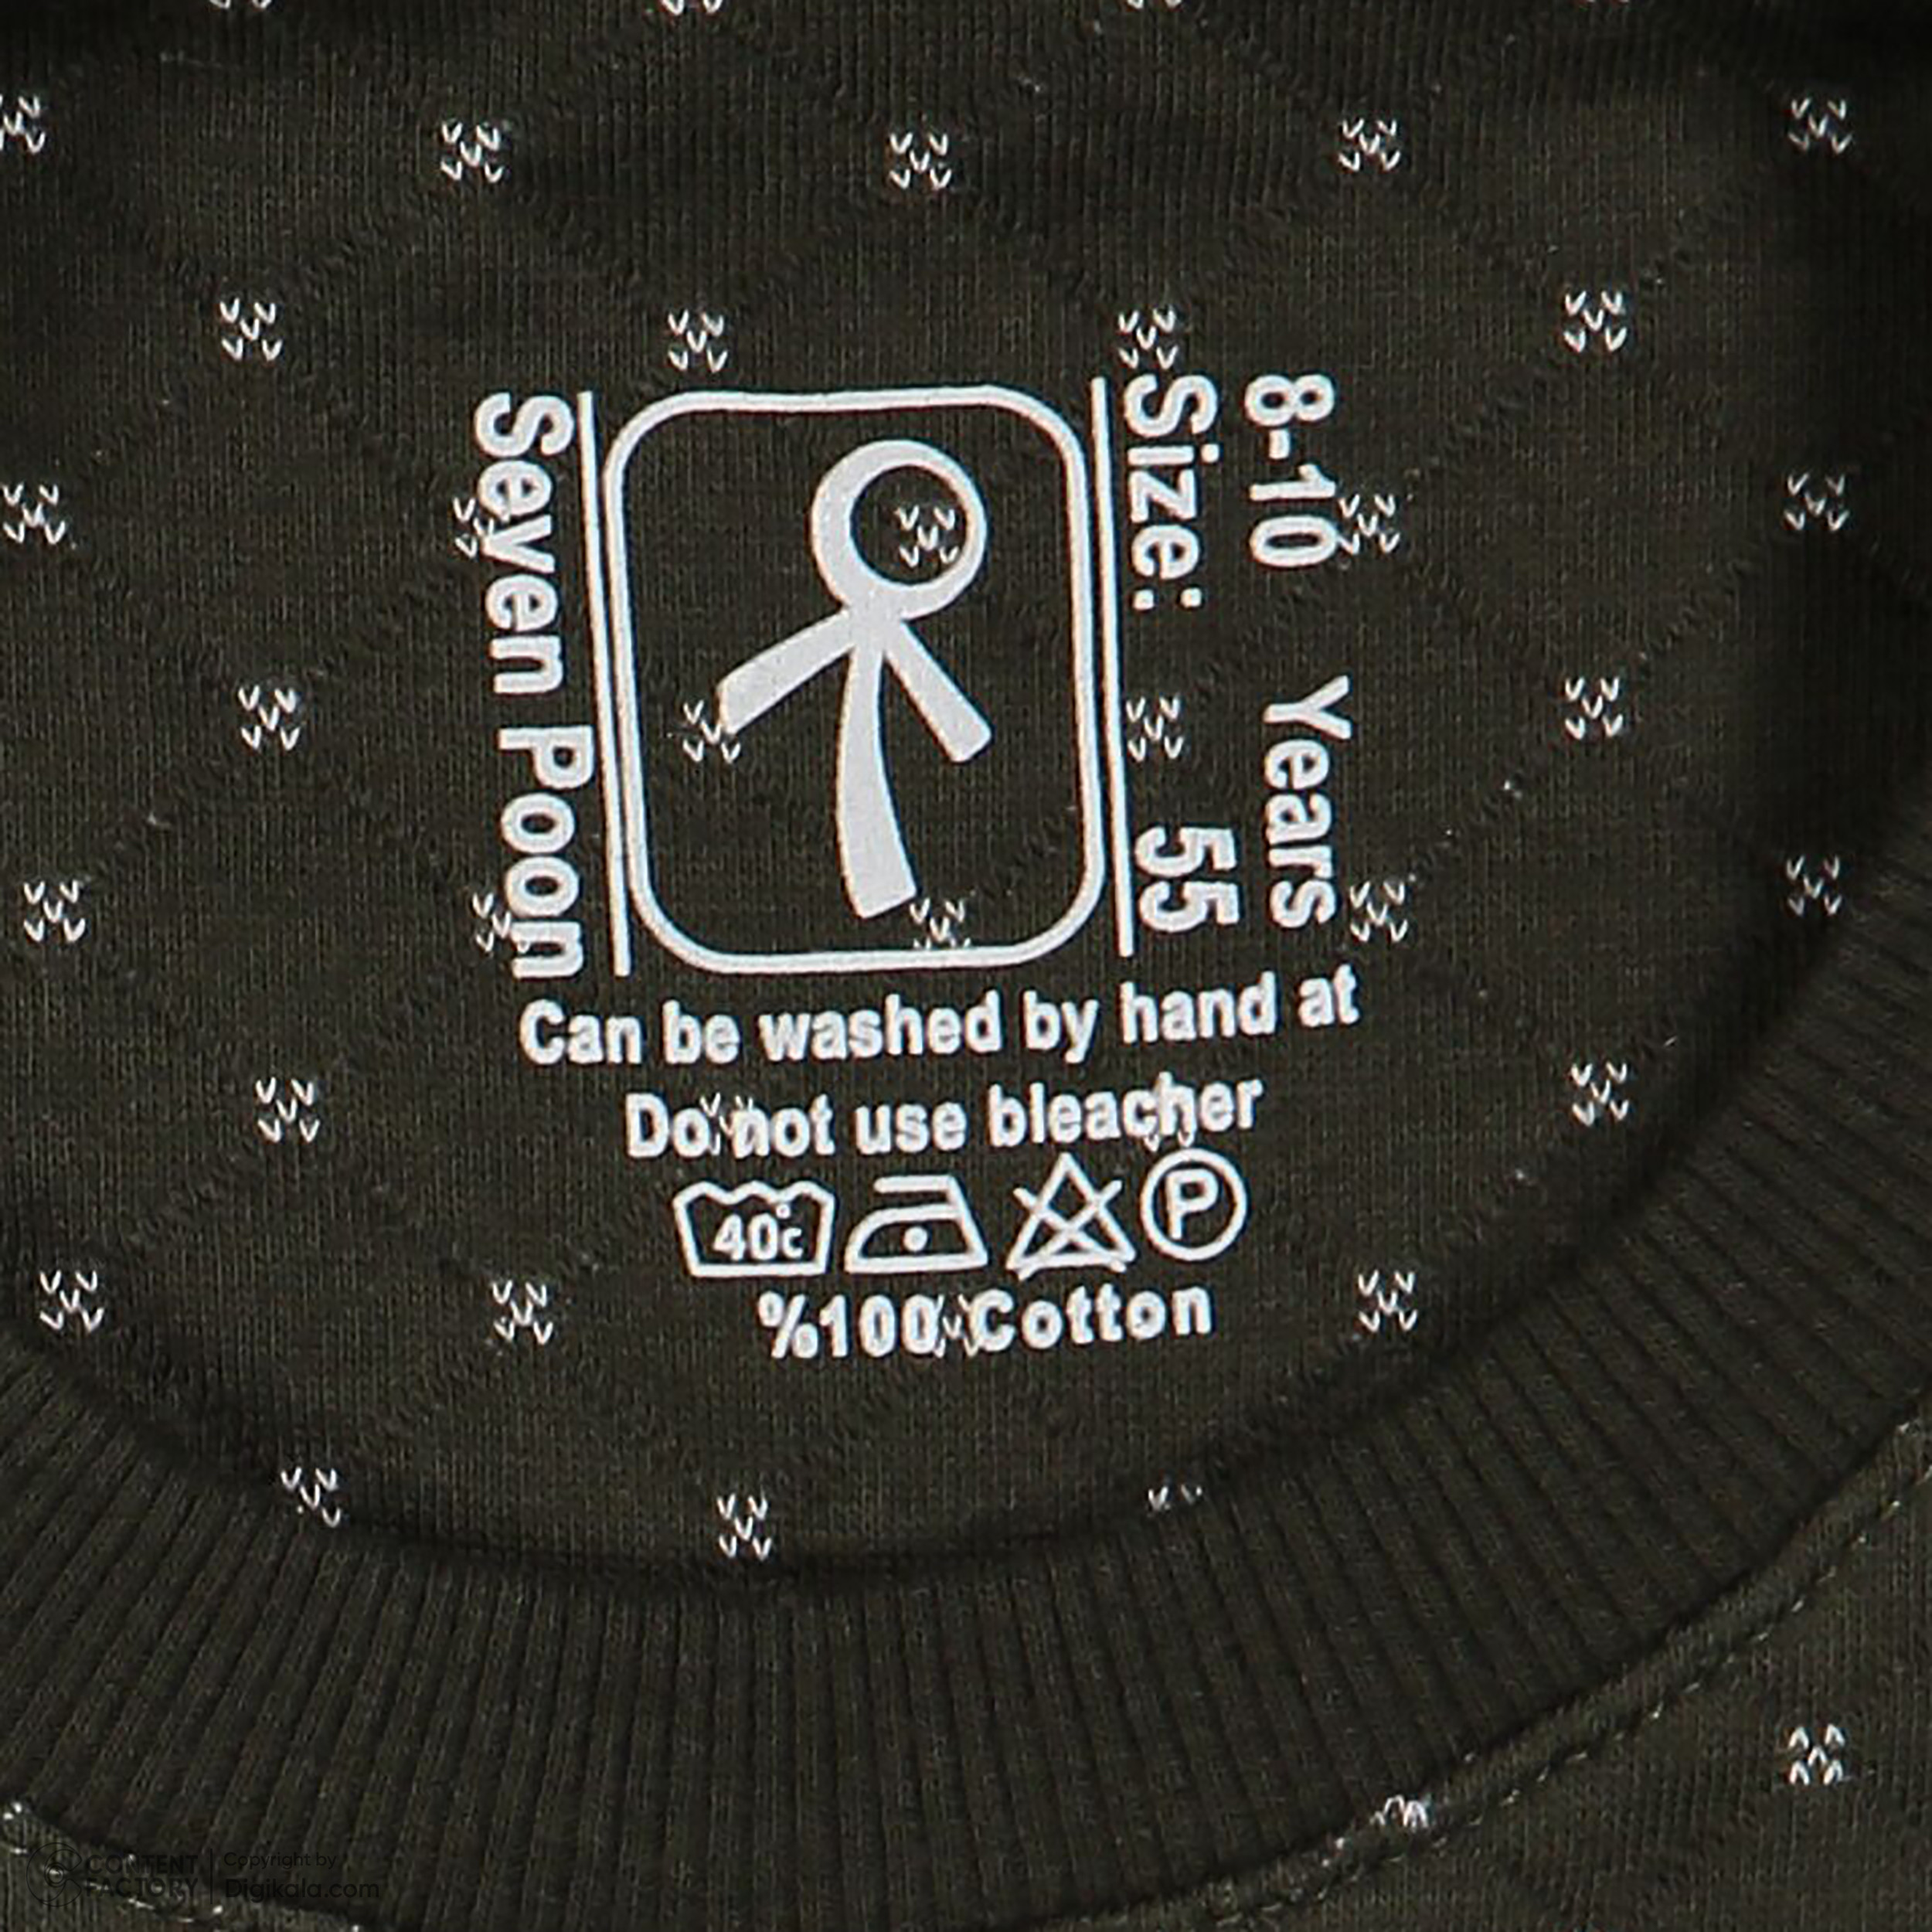 Seven Poon
Size: 55
8-10 Years
Can be washed by hand at
Do not use bleacher
40°c
P
%100 Cotton
CONTENT FACTORY
Copyright by
Digikala.com